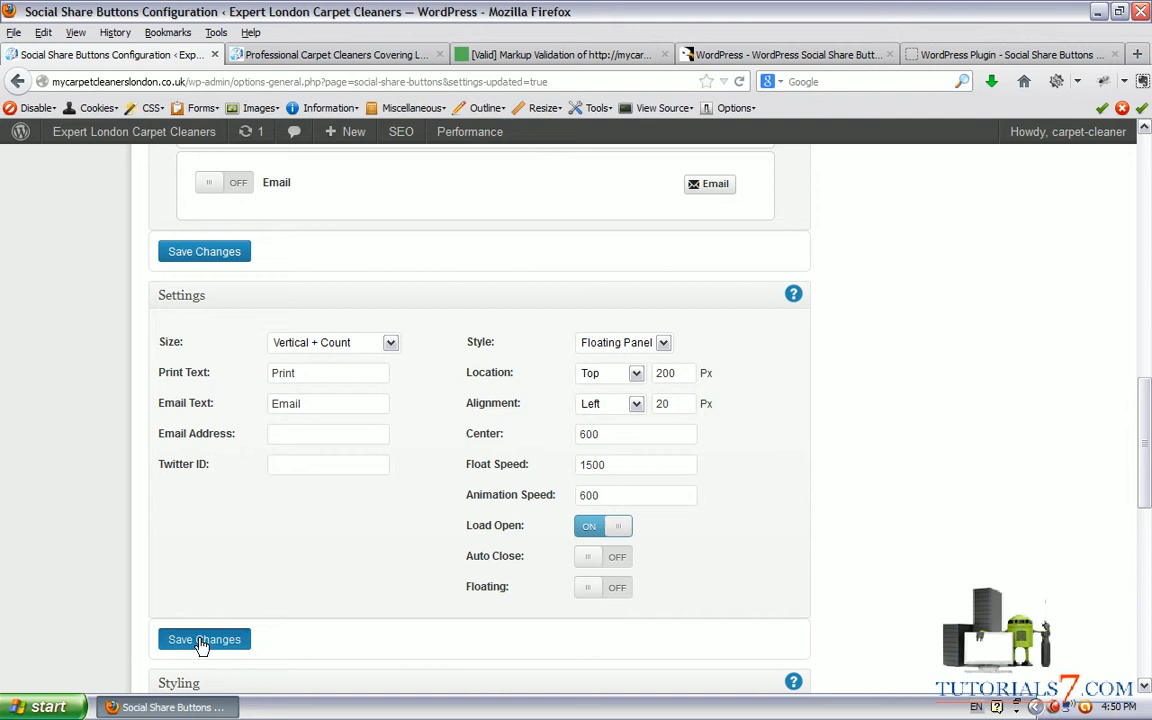 Social Share Buttons Configuration ‹ Expert London Carpet Cleaners — WordPress - Mozilla Firefox
File Edit View History Bookmarks Tools Help
Social Share Buttons Configuration ‹ Exp... × Professional Carpet Cleaners Covering L... × [Valid] Markup Validation of http://mycar... × WordPress - WordPress Social Share But... × WordPress Plugin - Social Share Buttons ... × +
mycarpetcleanerslondon.co.uk/wp-admin/options-general.php?page=social-share-buttons&settings-updated=true Google
Disable Cookies CSS Forms Images Information Miscellaneous Outline Resize Tools View Source Options
Expert London Carpet Cleaners 1 + New SEO Performance Howdy, carpet-cleaner
OFF Email Email
Save Changes
Settings ?
Size: Vertical + Count Style: Floating Panel
Print Text: Print Location: Top 200 Px
Email Text: Email Alignment: Left 20 Px
Email Address: Center: 600
Twitter ID: Float Speed: 1500
Animation Speed: 600
Load Open: ON
Auto Close: OFF
Floating: OFF
Save Changes
Styling ?
TUTORIALS7.COM
start Social Share Buttons ... EN ? 4:50 PM